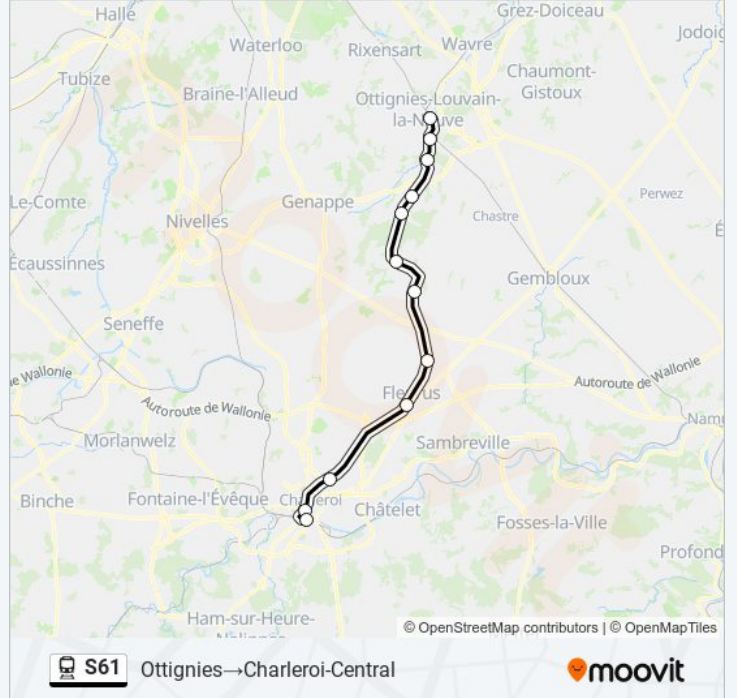 Halle
Grez-Doiceau
Waterloo
Rixensart
Wavre
Jodoig
Tubize
Braine-l'Alleud
Chaumont-
Gistoux
Ottignies-Louvain-
la-Neuve
Le-Comte
Genappe
Perwez
Nivelles
Chastre
É
Écaussinnes
Gembloux
Seneffe
e Wallonie
Autoroute de Wallonie
Fleurus
Autoroute de Wallonie
Nam
Morlanwelz
Sambreville
Binche
Fontaine-l'Évêque
Charleroi
Châtelet
Fosses-la-Ville
Profond
Ham-sur-Heure-
Nalinnes
© OpenStreetMap contributors | © OpenMapTiles
S61
Ottignies→Charleroi-Central
moovit